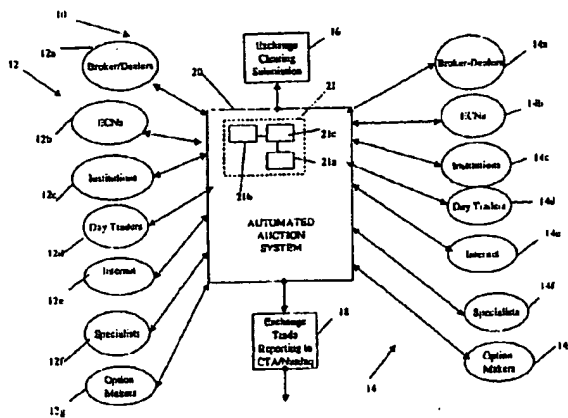 10
16
12a
Broker/Dealers
Exchange
Clearing
Submission
Broker-Dealers
14a
12
20
21
ECNs
12b
21c
21b
21a
ECNs
14b
Institutions
12c
Institutions
14c
Day Traders
12d
Day Traders
14d
AUTOMATED
AUCTION
SYSTEM
Internet
12e
Internet
14e
Specialists
12f
Exchange
Trade
Reporting to
CTA/Nasdaq
18
Specialists
14f
Option
Makers
12g
14
Option
Makers
14